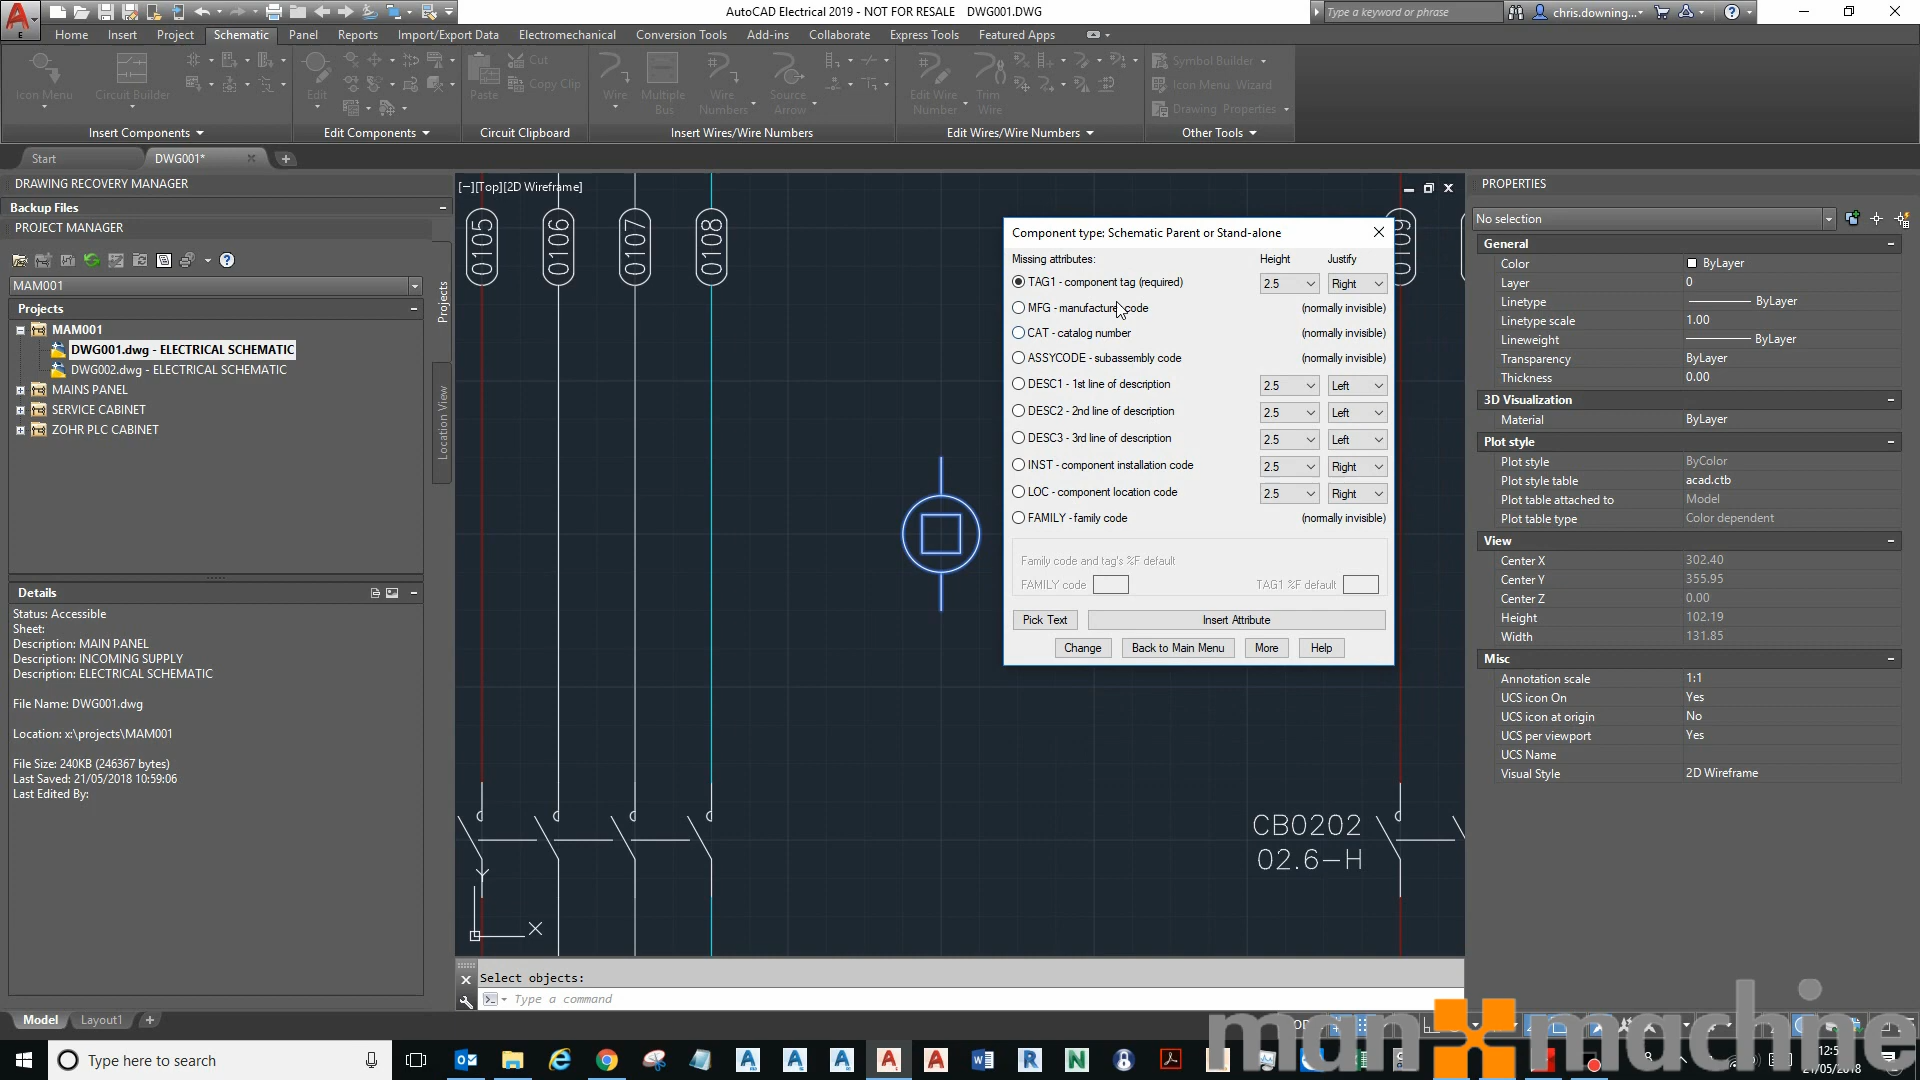 AutoCAD Electrical 2019 - NOT FOR RESALE DWG001.DWG
Type a keyword or phrase
chris.downing...
Home Insert Project Schematic Panel Reports Import/Export Data Electromechanical Conversion Tools Add-ins Collaborate Express Tools Featured Apps
Icon Menu
Circuit Builder
Edit
Paste
Cut
Copy Clip
Wire
Multiple Bus
Wire Numbers
Source Arrow
Edit Wire Number
Trim Wire
Symbol Builder
Icon Menu Wizard
Drawing Properties
Insert Components Edit Components Circuit Clipboard Insert Wires/Wire Numbers Edit Wires/Wire Numbers Other Tools
Start DWG001*
DRAWING RECOVERY MANAGER
Backup Files
PROJECT MANAGER
MAM001
Projects
MAM001
DWG001.dwg - ELECTRICAL SCHEMATIC
DWG002.dwg - ELECTRICAL SCHEMATIC
MAINS PANEL
SERVICE CABINET
ZOHR PLC CABINET
Projects
Location View
Details
Status: Accessible
Sheet:
Description: MAIN PANEL
Description: INCOMING SUPPLY
Description: ELECTRICAL SCHEMATIC
File Name: DWG001.dwg
Location: x:\projects\MAM001
File Size: 240KB (246367 bytes)
Last Saved: 21/05/2018 10:59:06
Last Edited By:
[−][Top][2D Wireframe]
0105 0106 0107 0108
CB0202
02.6-H
X
Component type: Schematic Parent or Stand-alone
Missing attributes: Height Justify
TAG1 - component tag (required) 2.5 Right
MFG - manufacturer code (normally invisible)
CAT - catalog number (normally invisible)
ASSYCODE - subassembly code (normally invisible)
DESC1 - 1st line of description 2.5 Left
DESC2 - 2nd line of description 2.5 Left
DESC3 - 3rd line of description 2.5 Left
INST - component installation code 2.5 Right
LOC - component location code 2.5 Right
FAMILY - family code (normally invisible)
Family code and tag's %F default
FAMILY code TAG1 %F default
Pick Text Insert Attribute
Change Back to Main Menu More Help
Select objects:
Type a command
Model Layout1
PROPERTIES
No selection
General
Color ByLayer
Layer 0
Linetype ByLayer
Linetype scale 1.00
Lineweight ByLayer
Transparency ByLayer
Thickness 0.00
3D Visualization
Material ByLayer
Plot style
Plot style ByColor
Plot style table acad.ctb
Plot table attached to Model
Plot table type Color dependent
View
Center X 302.40
Center Y 355.95
Center Z 0.00
Height 102.19
Width 131.85
Misc
Annotation scale 1:1
UCS icon On Yes
UCS icon at origin No
UCS per viewport Yes
UCS Name
Visual Style 2D Wireframe
Type here to search
man machine
21/05/2018